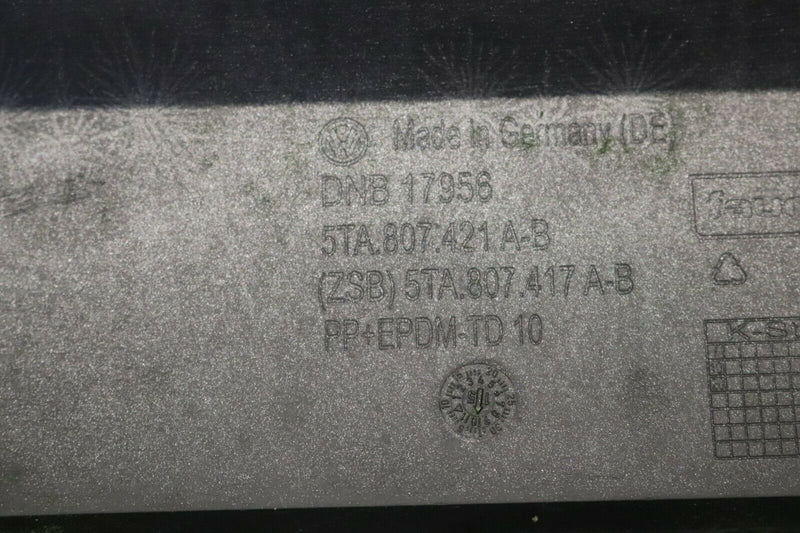 Made in Germany (DE)
DNB 17956
5TA.807.421 A-B
(ZSB) 5TA.807.417 A-B
PP+EPDM-TD 10